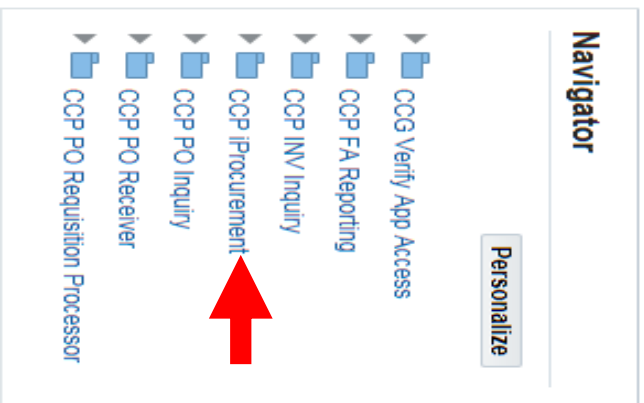 Navigator
Personalize
CCG Verify App Access
CCP FA Reporting
CCP INV Inquiry
CCP iProcurement
CCP PO Inquiry
CCP PO Receiver
CCP PO Requisition Processor